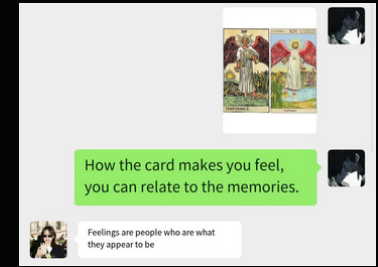 XIV
TEMPERANCE
How the card makes you feel,
you can relate to the memories.
Feelings are people who are what
they appear to be